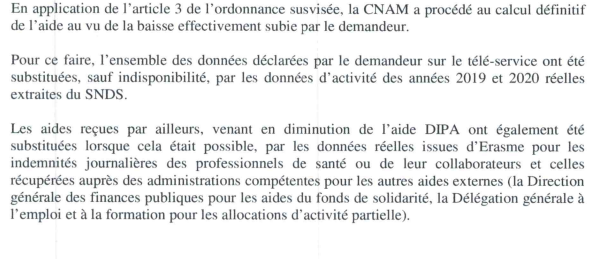 En application de l'article 3 de l'ordonnance susvisée, la CNAM a procédé au calcul définitif
de l'aide au vu de la baisse effectivement subie par le demandeur.
Pour ce faire, l'ensemble des données déclarées par le demandeur sur le télé-service ont été
substituées, sauf indisponibilité, par les données d'activité des années 2019 et 2020 réelles
extraites du SNDS.
Les aides reçues par ailleurs, venant en diminution de l'aide DIPA ont également été
substituées lorsque cela était possible, par les données réelles issues d'Erasme pour les
indemnités journalières des professionnels de santé ou de leur collaborateurs et celles
récupérées auprès des administrations compétentes pour les autres aides externes (la Direction
générale des finances publiques pour les aides du fonds de solidarité, la Délégation générale à
l'emploi et à la formation pour les allocations d'activité partielle).